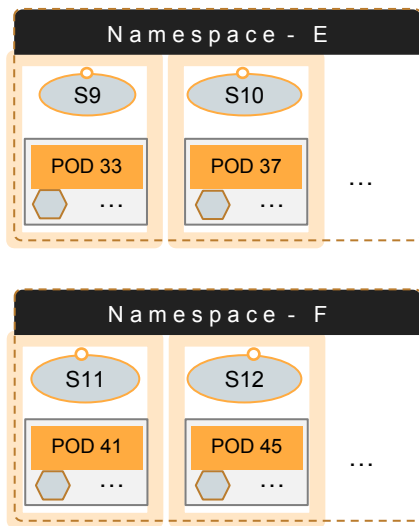 Namespace - E
S9 S10
POD 33 POD 37
... ... ...
Namespace - F
S11 S12
POD 41 POD 45
... ... ...